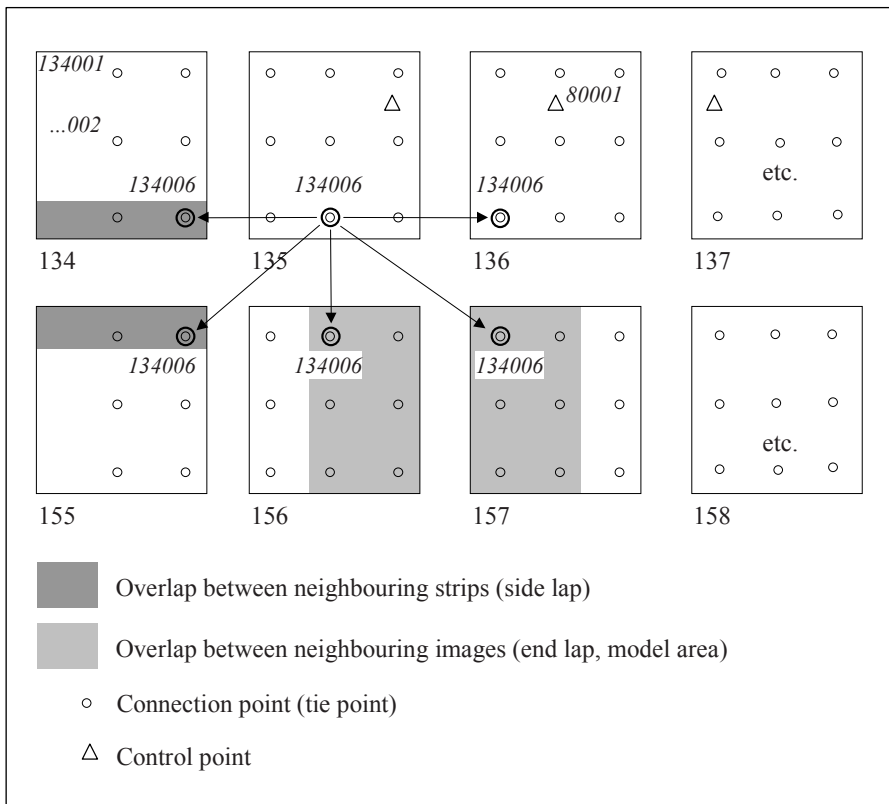 134001
80001
...002
etc.
134006 134006 134006
134 135 136 137
134006 134006 134006
etc.
155 156 157 158
Overlap between neighbouring strips (side lap)
Overlap between neighbouring images (end lap, model area)
Connection point (tie point)
Control point